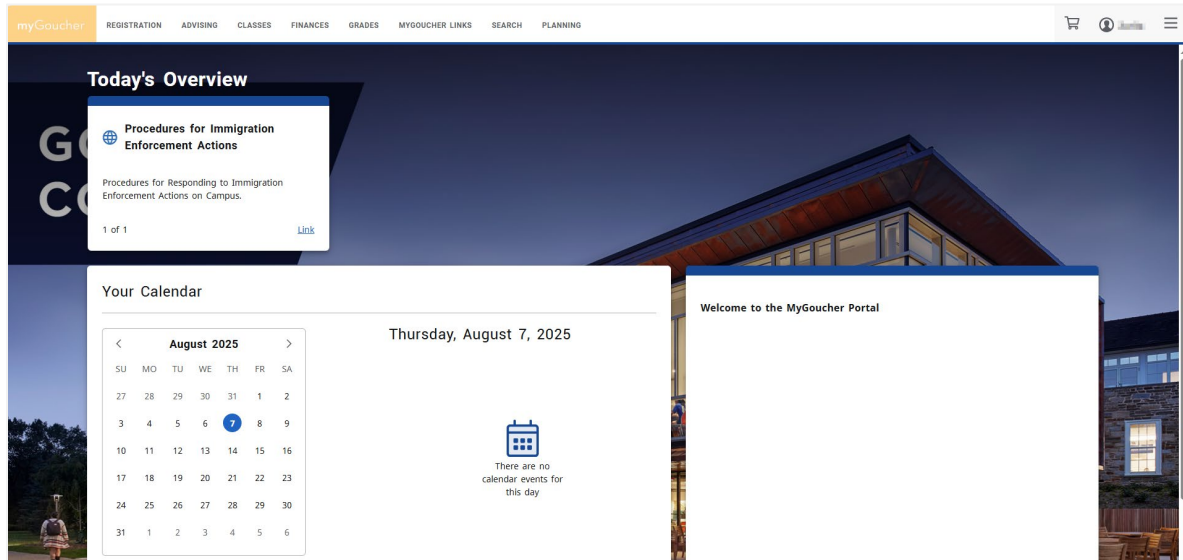 myGoucher REGISTRATION ADVISING CLASSES FINANCES GRADES MYGOUCHER LINKS SEARCH PLANNING
Today's Overview
Procedures for Immigration
Enforcement Actions
Procedures for Responding to Immigration
Enforcement Actions on Campus.
1 of 1 Link
Your Calendar
August 2025
SU MO TU WE TH FR SA
27 28 29 30 31 1 2
3 4 5 6 7 8 9
10 11 12 13 14 15 16
17 18 19 20 21 22 23
24 25 26 27 28 29 30
31 1 2 3 4 5 6
Thursday, August 7, 2025
There are no
calendar events for
this day
Welcome to the MyGoucher Portal